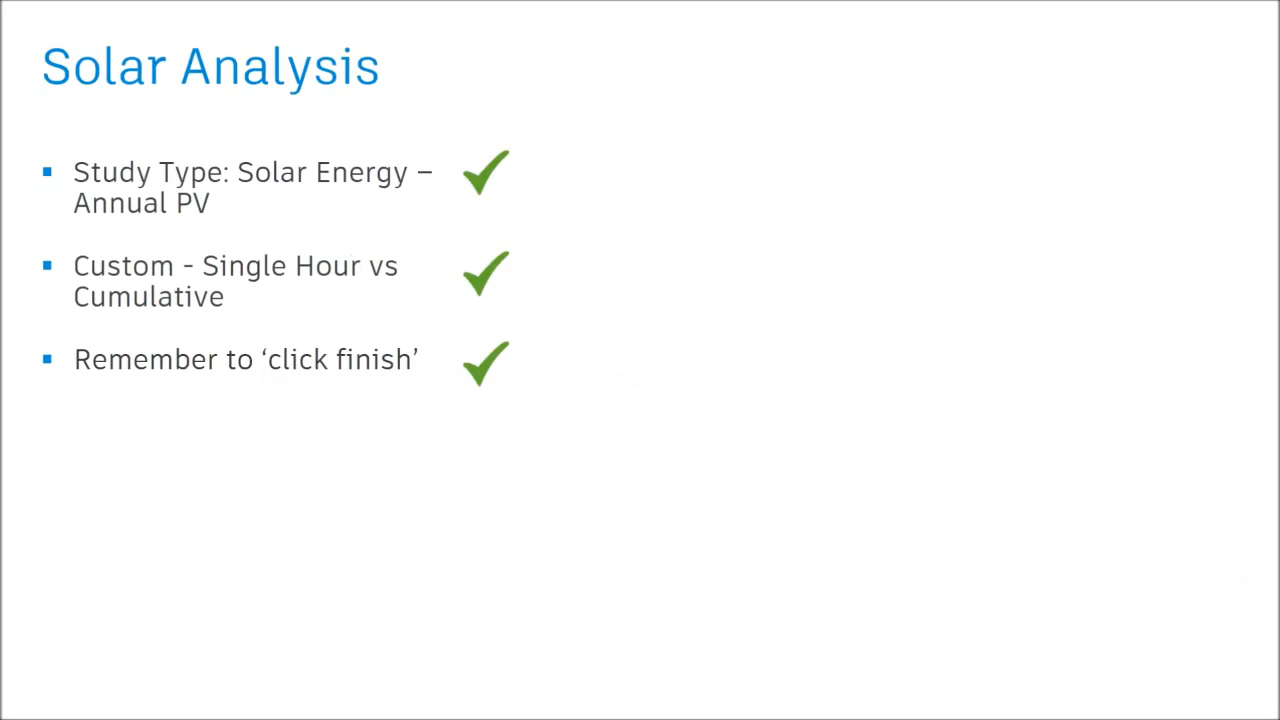 Solar Analysis
Study Type: Solar Energy –
Annual PV
Custom - Single Hour vs
Cumulative
Remember to ‘click finish’